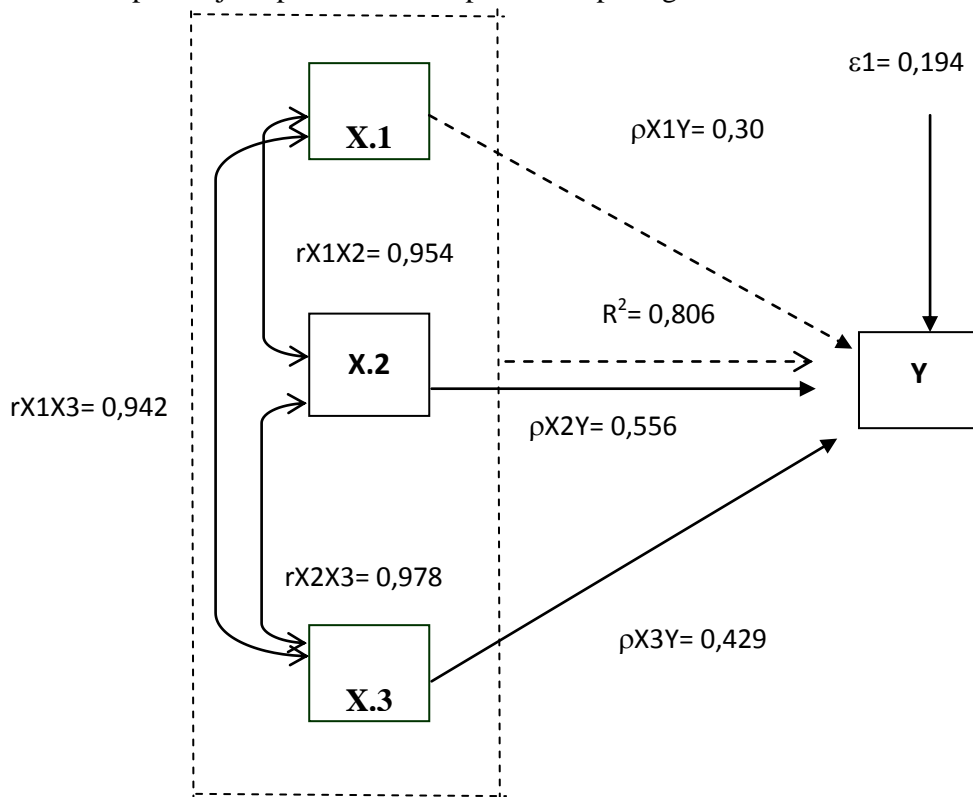 ε1= 0,194
X.1
ρX1Y= 0,30
rX1X2= 0,954
R²= 0,806
X.2
Y
rX1X3= 0,942
ρX2Y= 0,556
rX2X3= 0,978
ρX3Y= 0,429
X.3